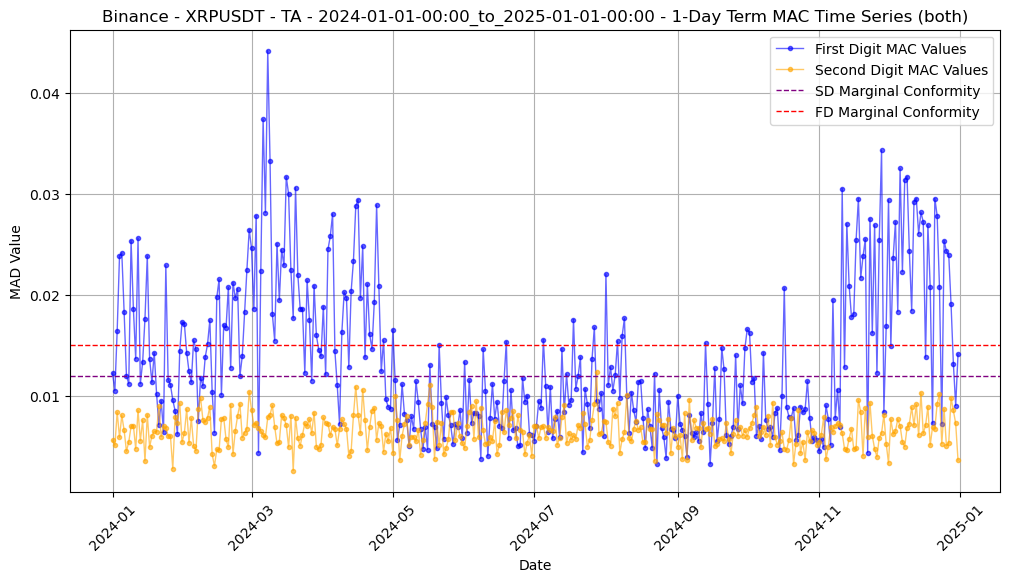 Binance - XRPUSDT - TA - 2024-01-01-00:00_to_2025-01-01-00:00 - 1-Day Term MAC Time Series (both)
First Digit MAC Values
Second Digit MAC Values
SD Marginal Conformity
FD Marginal Conformity
MAD Value
0.04
0.03
0.02
0.01
2024-01
2024-03
2024-05
2024-07
2024-09
2024-11
2025-01
Date